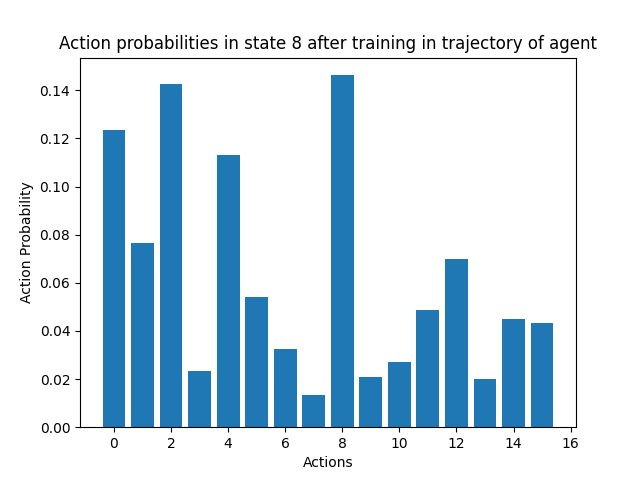 Action probabilities in state 8 after training in trajectory of agent
Action Probability
0.14
0.12
0.10
0.08
0.06
0.04
0.02
0.00
0 2 4 6 8 10 12 14 16
Actions